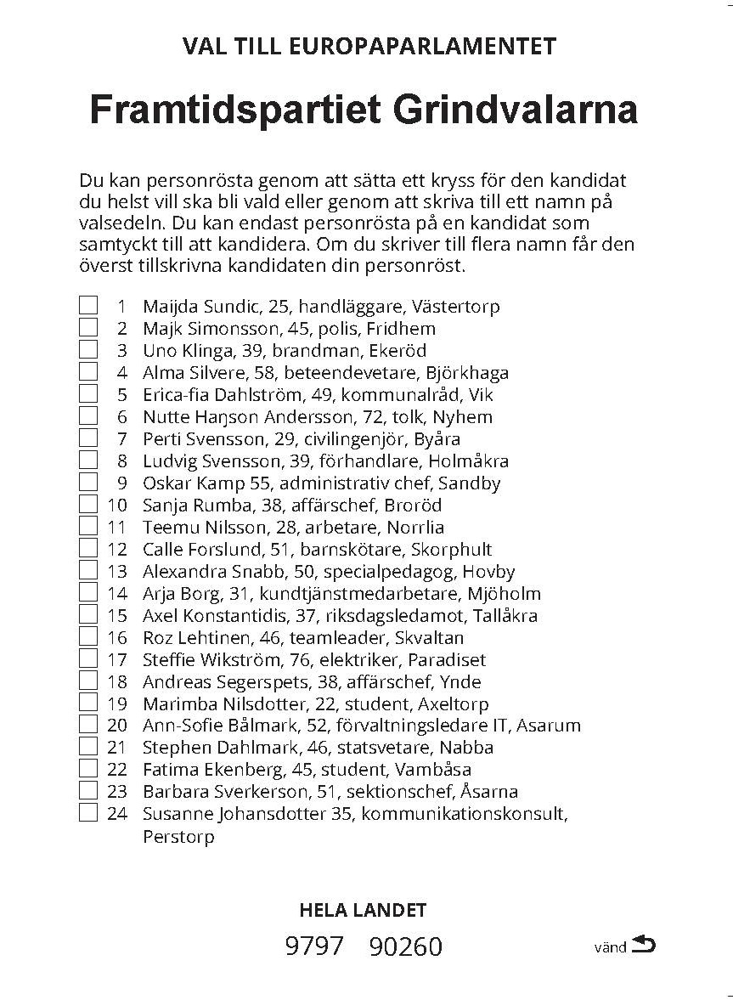 VAL TILL EUROPAPARLAMENTET
Framtidspartiet Grindvalarna
Du kan personrösta genom att sätta ett kryss för den kandidat
du helst vill ska bli vald eller genom att skriva till ett namn på
valsedeln. Du kan endast personrösta på en kandidat som
samtyckt till att kandidera. Om du skriver till flera namn får den
överst tillskrivna kandidaten din personröst.
1 Maijda Sundic, 25, handläggare, Västertorp
2 Majk Simonsson, 45, polis, Fridhem
3 Uno Klinga, 39, brandman, Ekeröd
4 Alma Silvere, 58, beteendevetare, Björkhaga
5 Erica-fia Dahlström, 49, kommunalråd, Vik
6 Nutte Haŋson Andersson, 72, tolk, Nyhem
7 Perti Svensson, 29, civilingenjör, Byåra
8 Ludvig Svensson, 39, förhandlare, Holmåkra
9 Oskar Kamp 55, administrativ chef, Sandby
10 Sanja Rumba, 38, affärschef, Broröd
11 Teemu Nilsson, 28, arbetare, Norrlia
12 Calle Forslund, 51, barnskötare, Skorphult
13 Alexandra Snabb, 50, specialpedagog, Hovby
14 Arja Borg, 31, kundtjänstmedarbetare, Mjöholm
15 Axel Konstantidis, 37, riksdagsledamot, Tallåkra
16 Roz Lehtinen, 46, teamleader, Skvaltan
17 Steffie Wikström, 76, elektriker, Paradiset
18 Andreas Segerspets, 38, affärschef, Ynde
19 Marimba Nilsdotter, 22, student, Axeltorp
20 Ann-Sofie Bålmark, 52, förvaltningsledare IT, Asarum
21 Stephen Dahlmark, 46, statsvetare, Nabba
22 Fatima Ekenberg, 45, student, Vambåsa
23 Barbara Sverkerson, 51, sektionschef, Åsarna
24 Susanne Johansdotter 35, kommunikationskonsult,
Perstorp
HELA LANDET
9797 90260
vänd